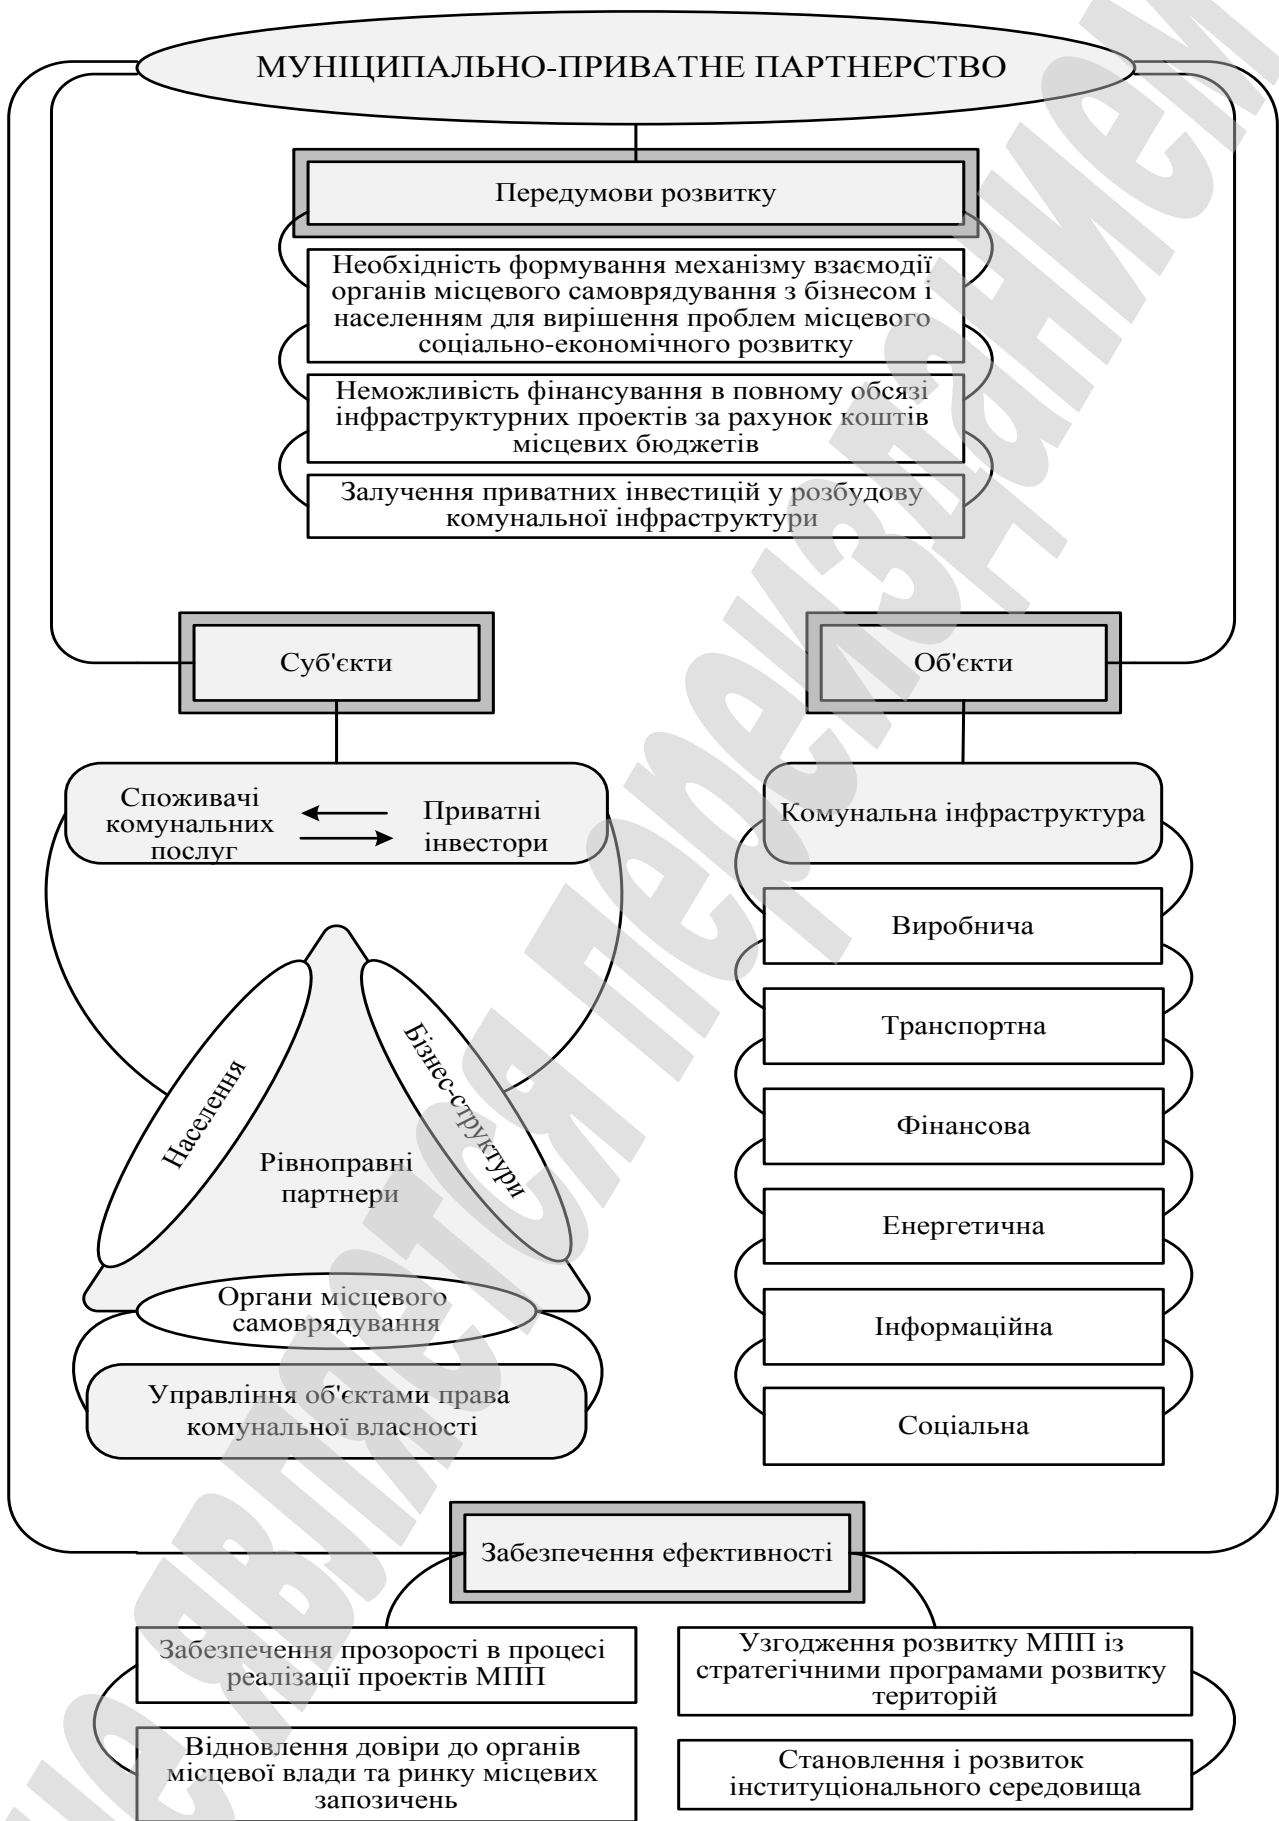 МУНІЦИПАЛЬНО-ПРИВАТНЕ ПАРТНЕРСТВО
Передумови розвитку
Необхідність формування механізму взаємодії
органів місцевого самоврядування з бізнесом і
населенням для вирішення проблем місцевого
соціально-економічного розвитку
Неможливість фінансування в повному обсязі
інфраструктурних проектів за рахунок коштів
місцевих бюджетів
Залучення приватних інвестицій у розбудову
комунальної інфраструктури
Суб'єкти
Споживачі
комунальних
послуг
Приватні
інвестори
Населення
Бізнес-структури
Рівноправні
партнери
Органи місцевого
самоврядування
Управління об'єктами права
комунальної власності
Об'єкти
Комунальна інфраструктура
Виробнича
Транспортна
Фінансова
Енергетична
Інформаційна
Соціальна
Забезпечення ефективності
Забезпечення прозорості в процесі
реалізації проектів МПП
Відновлення довіри до органів
місцевої влади та ринку місцевих
запозичень
Узгодження розвитку МПП із
стратегічними програмами розвитку
територій
Становлення і розвиток
інституціонального середовища
не является переизданием